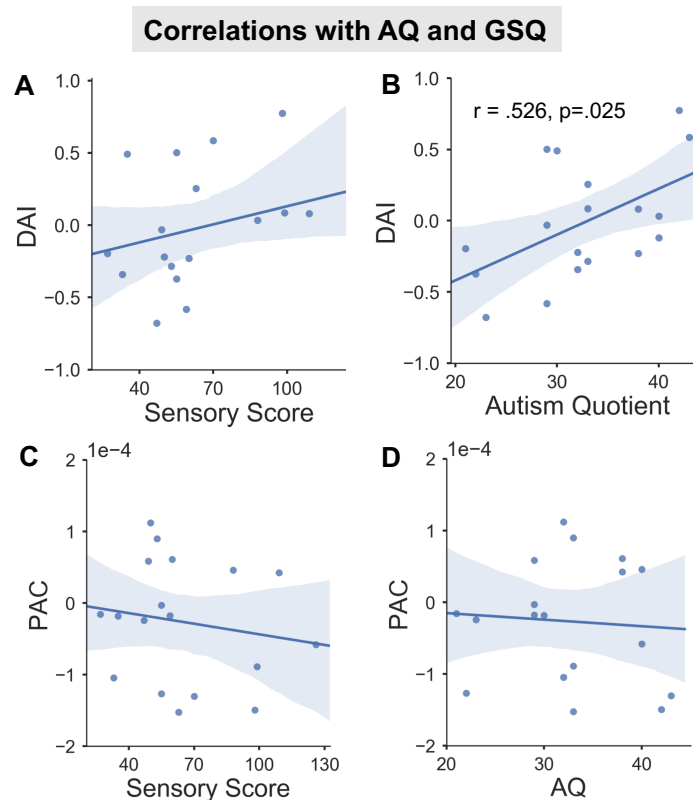 Correlations with AQ and GSQ
A
1.0
0.5
0.0
−0.5
−1.0
DAI
40
70
100
Sensory Score
B
r = .526, p=.025
1.0
0.5
0.0
−0.5
−1.0
DAI
20
30
40
Autism Quotient
C
1e−4
2
1
0
−1
−2
PAC
40
70
100
130
Sensory Score
D
1e−4
2
1
0
−1
−2
PAC
20
30
40
AQ